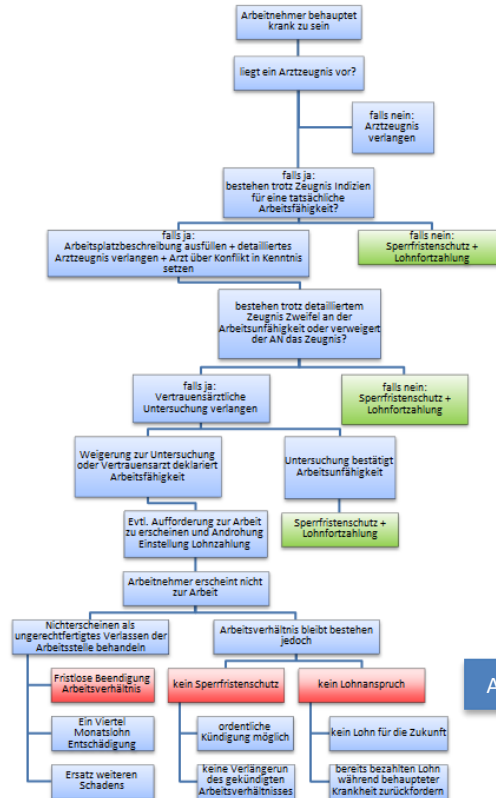 Arbeitnehmer behauptet
krank zu sein
liegt ein Arztzeugnis vor?
falls nein:
Arztzeugnis
verlangen
falls ja:
bestehen trotz Zeugnis Indizien
für eine tatsächliche
Arbeitsfähigkeit?
falls ja:
Arbeitsplatzbeschreibung ausfüllen + detailliertes
Arztzeugnis verlangen + Arzt über Konflikt in Kenntnis
setzen
falls nein:
Sperrfristenschutz +
Lohnfortzahlung
bestehen trotz detailliertem
Zeugnis Zweifel an der
Arbeitsunfähigkeit oder verweigert
der AN das Zeugnis?
falls ja:
Vertrauensärztliche
Untersuchung verlangen
falls nein:
Sperrfristenschutz +
Lohnfortzahlung
Weigerung zur Untersuchung
oder Vertrauensarzt deklariert
Arbeitsfähigkeit
Untersuchung bestätigt
Arbeitsunfähigkeit
Evtl. Aufforderung zur Arbeit
zu erscheinen und Androhung
Einstellung Lohnzahlung
Sperrfristenschutz +
Lohnfortzahlung
Arbeitnehmer erscheint nicht
zur Arbeit
Nichterscheinen als
ungerechtfertigtes Verlassen der
Arbeitsstelle behandeln
Arbeitsverhältnis bleibt bestehen
jedoch
Fristlose Beendigung
Arbeitsverhältnis
kein Sperrfristenschutz
kein Lohnanspruch
A
Ein Viertel
Monatslohn
Entschädigung
ordentliche
Kündigung möglich
kein Lohn für die Zukunft
Ersatz weiteren
Schadens
keine Verlängerun
des gekündigten
Arbeitsverhältnisses
bereits bezahlten Lohn
während behaupteter
Krankheit zurückfordern